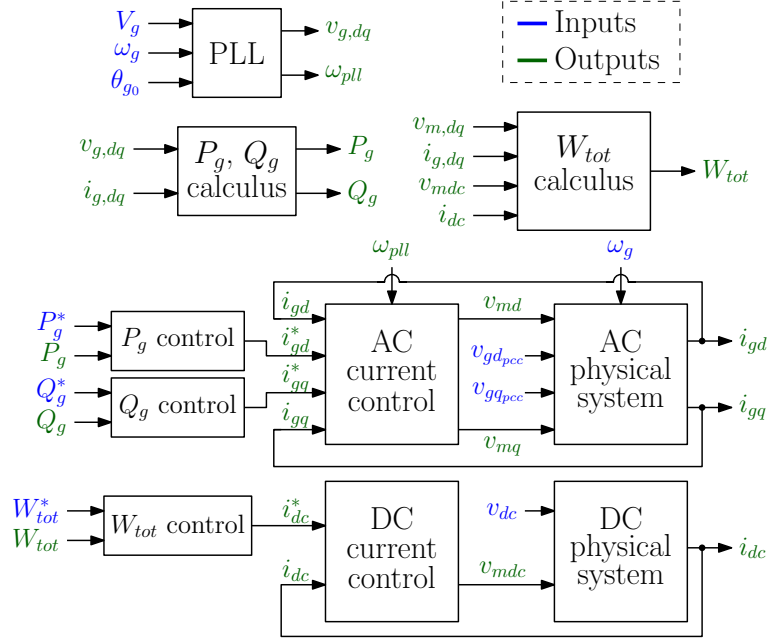 V_g
ω_g
θ_{g_0}
PLL
v_{g,dq}
ω_{pll}
Inputs
Outputs
v_{g,dq}
i_{g,dq}
P_g, Q_g
calculus
P_g
Q_g
v_{m,dq}
i_{g,dq}
v_{mdc}
i_{dc}
W_{tot}
calculus
W_{tot}
ω_{pll}
ω_g
P_g^*
P_g
P_g control
Q_g^*
Q_g
Q_g control
i_{gd}
i_{gd}^*
i_{gq}^*
i_{gq}
AC
current
control
v_{md}
v_{gd_{pcc}}
v_{gq_{pcc}}
v_{mq}
AC
physical
system
i_{gd}
i_{gq}
W_{tot}^*
W_{tot}
W_{tot} control
i_{dc}^*
i_{dc}
DC
current
control
v_{dc}
v_{mdc}
DC
physical
system
i_{dc}